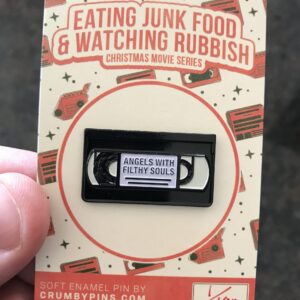 EATING JUNK FOOD
& WATCHING RUBBISH
CHRISTMAS MOVIE SERIES
ANGELS WITH
FILTHY SOULS
SOFT ENAMEL PIN BY
CRUMBYPINS.COM